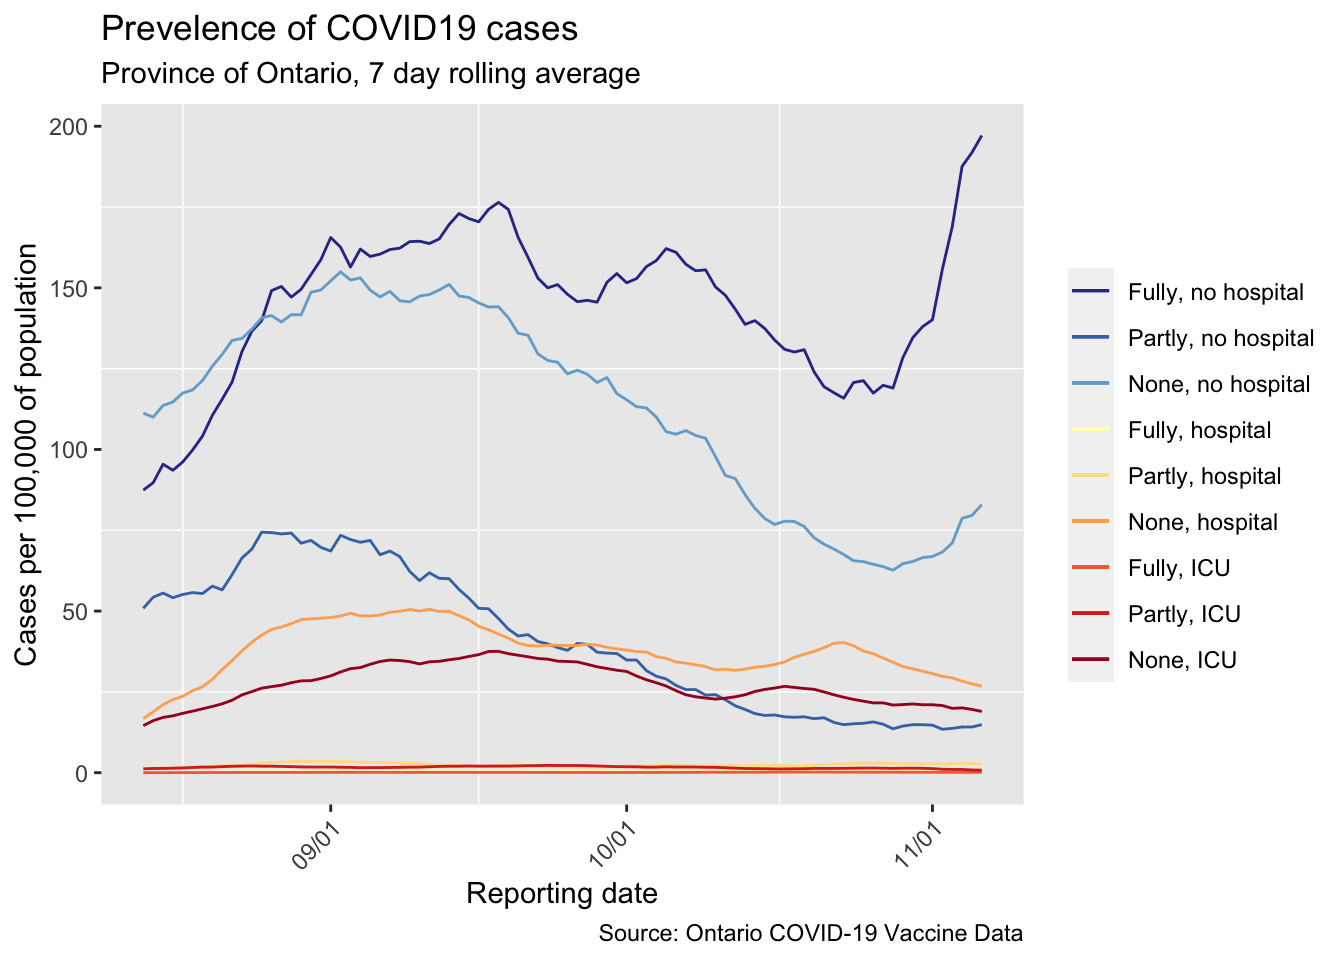 Prevelence of COVID19 cases
Province of Ontario, 7 day rolling average
Cases per 100,000 of population
200
150
100
50
0
09/01
10/01
11/01
Reporting date
Fully, no hospital
Partly, no hospital
None, no hospital
Fully, hospital
Partly, hospital
None, hospital
Fully, ICU
Partly, ICU
None, ICU
Source: Ontario COVID-19 Vaccine Data